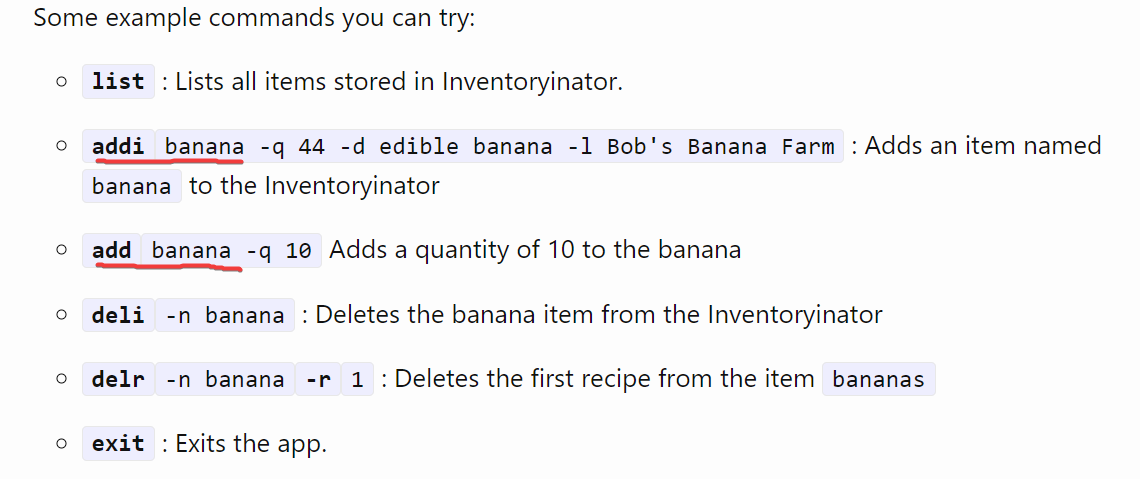 Some example commands you can try:
list : Lists all items stored in Inventoryinator.
addi banana -q 44 -d edible banana -l Bob's Banana Farm : Adds an item named
banana to the Inventoryinator
add banana -q 10 Adds a quantity of 10 to the banana
deli -n banana : Deletes the banana item from the Inventoryinator
delr -n banana -r 1 : Deletes the first recipe from the item bananas
exit : Exits the app.